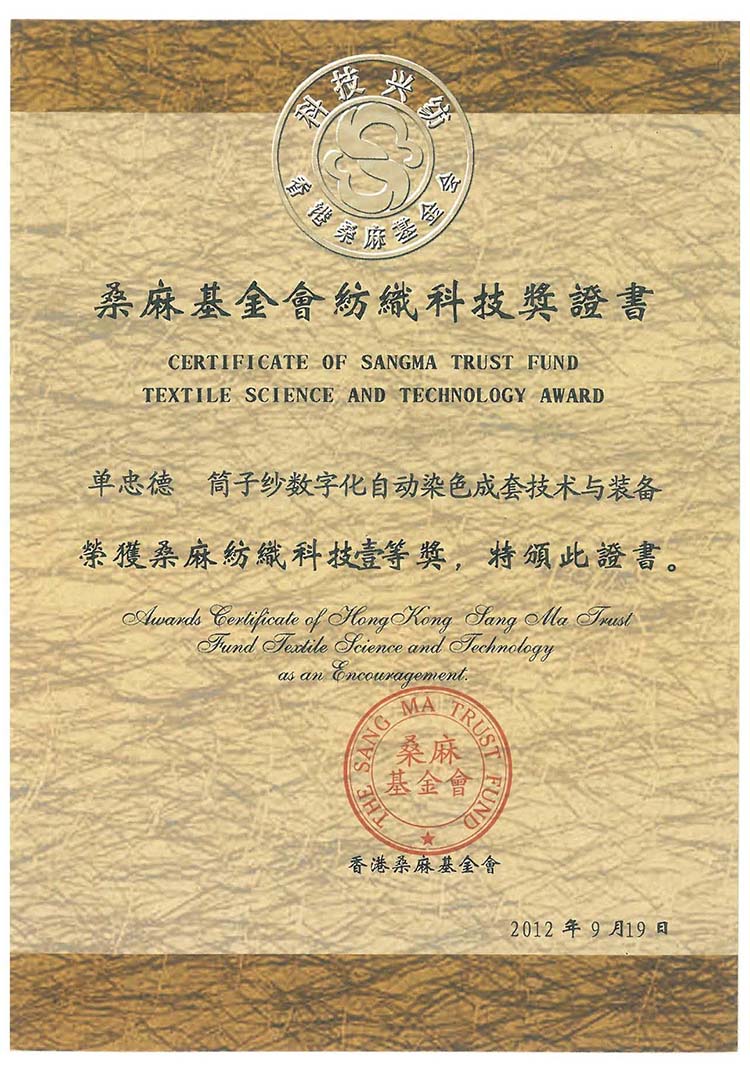 科技兴纺
香港桑麻基金会
桑麻基金會紡織科技獎證書
CERTIFICATE OF SANGMA TRUST FUND
TEXTILE SCIENCE AND TECHNOLOGY AWARD
单忠德 筒子纱数字化自动染色成套技术与装备
榮獲桑麻紡織科技壹等奖，特頒此證書。
Awards Certificate of Hong Kong Sang Ma Trust
Fund Textile Science and Technology
as an Encouragement.
THE SANG MA TRUST FUND
桑麻
基金會
香港桑麻基金會
2012 年 9 月19 日